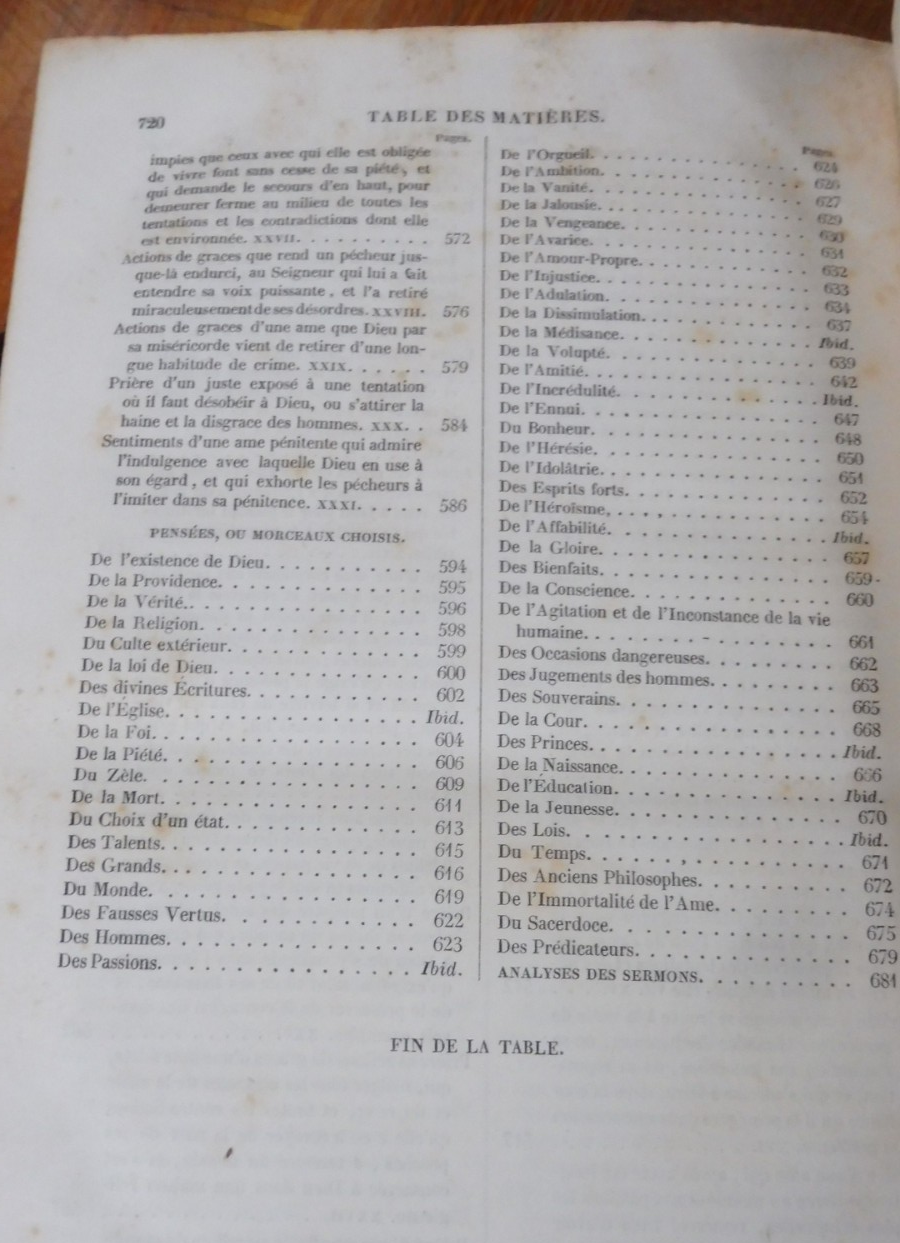 720
TABLE DES MATIÈRES.
Pages.
impies que ceux avec qui elle est obligée
de vivre font sans cesse de sa piété, et
qui demande le secours d'en haut, pour
demeurer ferme au milieu de toutes les
tentations et les contradictions dont elle
est environnée. XXVII. . . . . . . . . . . 572
Actions de graces que rend un pécheur jus-
que-là endurci, au Seigneur qui lui a fait
entendre sa voix puissante, et l'a retiré
miraculeusement de ses désordres. XXVIII. 576
Actions de graces d'une ame que Dieu par
sa miséricorde vient de retirer d'une lon-
gue habitude de crime. XXIX. . . . . . 579
Prière d'un juste exposé à une tentation
où il faut désobéir à Dieu, ou s'attirer la
haine et la disgrace des hommes. XXX. . 584
Sentiments d'une ame pénitente qui admire
l'indulgence avec laquelle Dieu en use à
son égard, et qui exhorte les pécheurs à
l'imiter dans sa pénitence. XXXI. . . . . 586
PENSÉES, OU MORCEAUX CHOISIS.
De l'existence de Dieu. . . . . . . . . . . 594
De la Providence. . . . . . . . . . . . . 595
De la Vérité.. . . . . . . . . . . . . . 596
De la Religion. . . . . . . . . . . . . . 598
Du Culte extérieur. . . . . . . . . . . . 599
De la loi de Dieu. . . . . . . . . . . . . 600
Des divines Écritures. . . . . . . . . . . 602
De l'Église. . . . . . . . . . . . . . . Ibid.
De la Foi. . . . . . . . . . . . . . . . 604
De la Piété. . . . . . . . . . . . . . . 606
Du Zèle. . . . . . . . . . . . . . . . 609
De la Mort. . . . . . . . . . . . . . . 611
Du Choix d'un état. . . . . . . . . . . . 613
Des Talents. . . . . . . . . . . . . . . 615
Des Grands. . . . . . . . . . . . . . . 616
Du Monde. . . . . . . . . . . . . . . 619
Des Fausses Vertus. . . . . . . . . . . . 622
Des Hommes. . . . . . . . . . . . . . . 623
Des Passions. . . . . . . . . . . . . . Ibid.
Pages.
De l'Orgueil. . . . . . . . . . . . . . 624
De l'Ambition. . . . . . . . . . . . . . 626
De la Vanité. . . . . . . . . . . . . . 627
De la Jalousie. . . . . . . . . . . . . . 629
De la Vengeance. . . . . . . . . . . . . 630
De l'Avarice. . . . . . . . . . . . . . 631
De l'Amour-Propre. . . . . . . . . . . . 632
De l'Injustice. . . . . . . . . . . . . . 633
De l'Adulation. . . . . . . . . . . . . . 634
De la Dissimulation. . . . . . . . . . . . 637
De la Médisance. . . . . . . . . . . . . Ibid.
De la Volupté. . . . . . . . . . . . . . 639
De l'Amitié. . . . . . . . . . . . . . . 642
De l'Incrédulité. . . . . . . . . . . . . Ibid.
De l'Ennui. . . . . . . . . . . . . . . 647
Du Bonheur. . . . . . . . . . . . . . . 648
De l'Hérésie. . . . . . . . . . . . . . 650
De l'Idolâtrie. . . . . . . . . . . . . . 651
Des Esprits forts. . . . . . . . . . . . . 652
De l'Héroïsme, . . . . . . . . . . . . . 654
De l'Affabilité. . . . . . . . . . . . . Ibid.
De la Gloire. . . . . . . . . . . . . . 657
Des Bienfaits. . . . . . . . . . . . . . 659
De la Conscience. . . . . . . . . . . . . 660
De l'Agitation et de l'Inconstance de la vie
humaine. . . . . . . . . . . . . . . 661
Des Occasions dangereuses. . . . . . . . . 662
Des Jugements des hommes. . . . . . . . . 663
Des Souverains. . . . . . . . . . . . . . 665
De la Cour. . . . . . . . . . . . . . . 668
Des Princes. . . . . . . . . . . . . . . Ibid.
De la Naissance. . . . . . . . . . . . . 666
De l'Éducation. . . . . . . . . . . . . Ibid.
De la Jeunesse. . . . . . . . . . . . . . 670
Des Lois. . . . . . . . . . . . . . . . Ibid.
Du Temps. . . . . . . . . . . . . . . 671
Des Anciens Philosophes. . . . . . . . . . 672
De l'Immortalité de l'Ame. . . . . . . . . 674
Du Sacerdoce. . . . . . . . . . . . . . 675
Des Prédicateurs. . . . . . . . . . . . . 679
ANALYSES DES SERMONS. . . . . . . . . . 681
FIN DE LA TABLE.